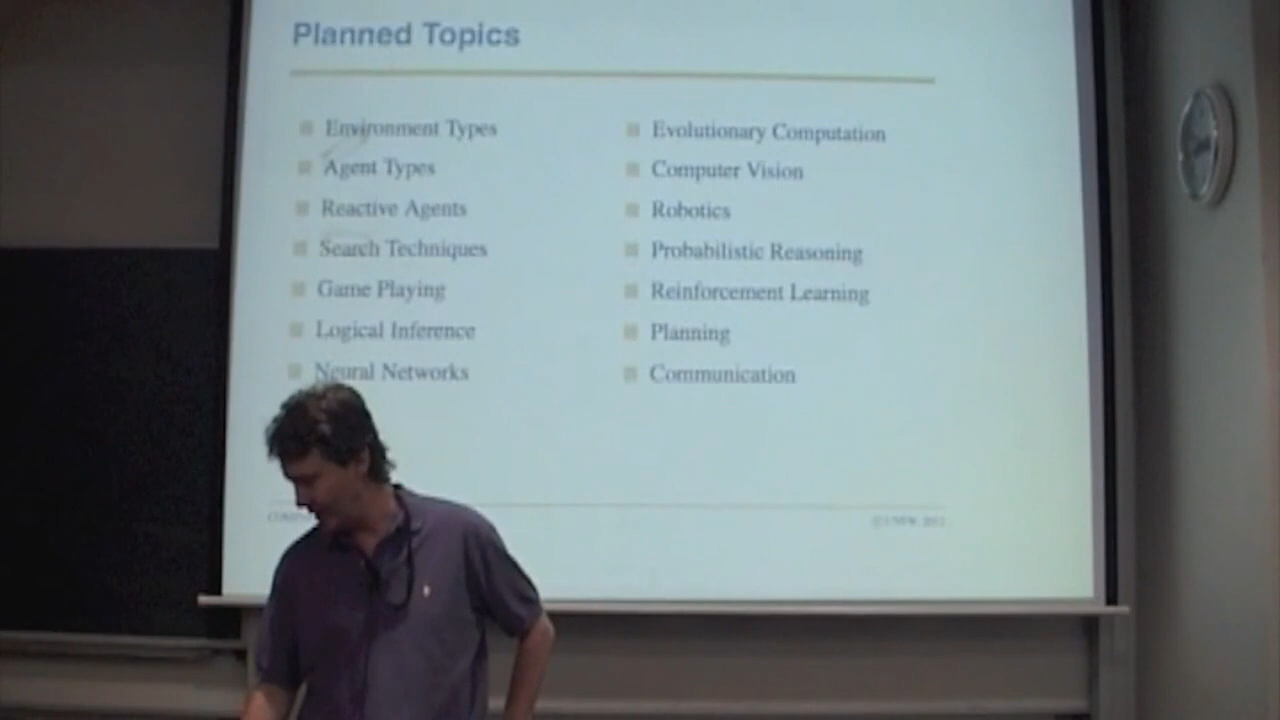 Planned Topics
Environment Types
Agent Types
Reactive Agents
Search Techniques
Game Playing
Logical Inference
Neural Networks
Evolutionary Computation
Computer Vision
Robotics
Probabilistic Reasoning
Reinforcement Learning
Planning
Communication